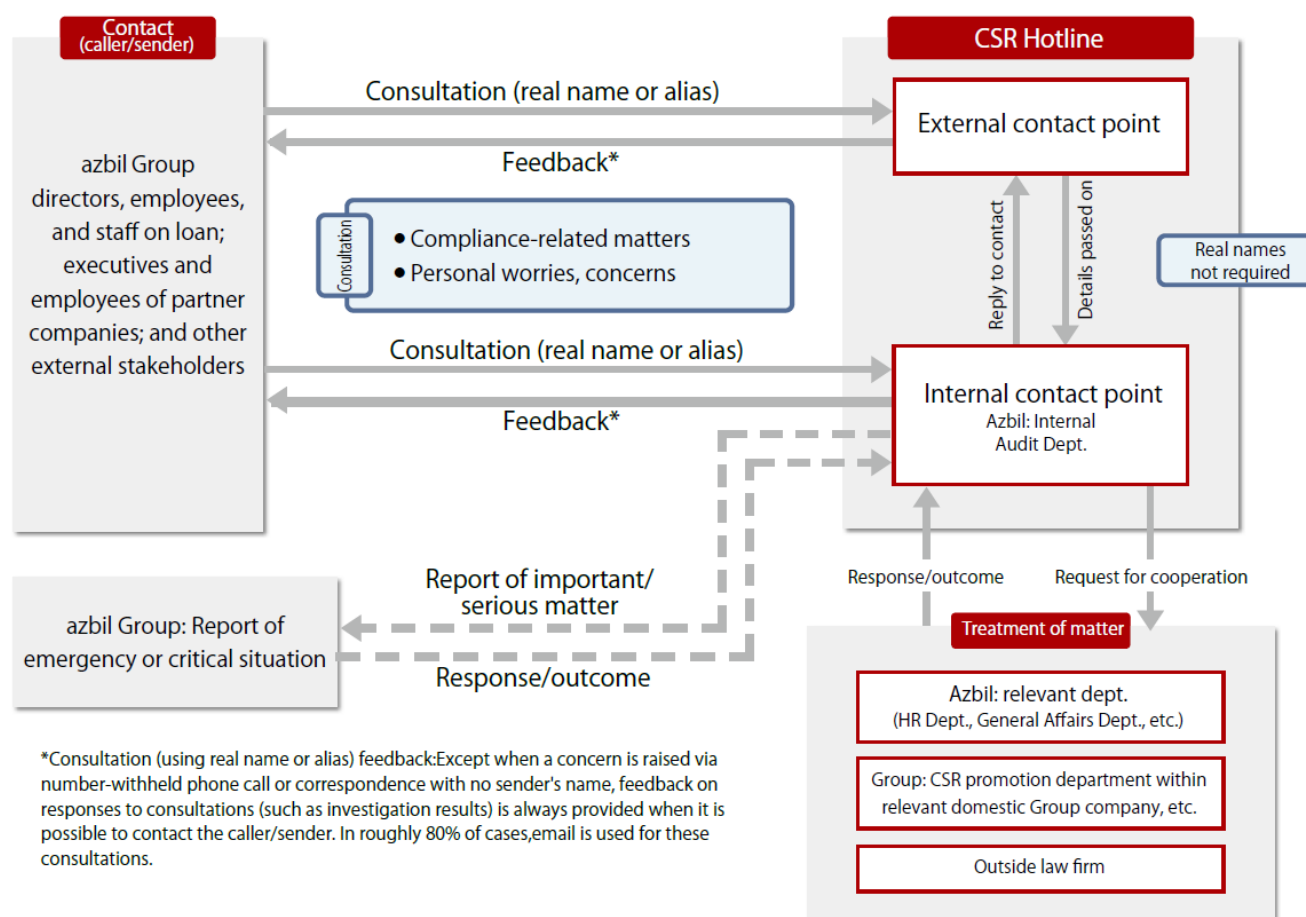 Contact
(caller/sender)
azbil Group
directors, employees,
and staff on loan;
executives and
employees of partner
companies; and other
external stakeholders
CSR Hotline
Consultation (real name or alias)
External contact point
Feedback*
Consultation
● Compliance-related matters
● Personal worries, concerns
Reply to contact
Details passed on
Real names
not required
Consultation (real name or alias)
Feedback*
Internal contact point
Azbil: Internal
Audit Dept.
Report of important/
serious matter
Response/outcome
azbil Group: Report of
emergency or critical situation
Response/outcome
Request for cooperation
Treatment of matter
Azbil: relevant dept.
(HR Dept., General Affairs Dept., etc.)
Group: CSR promotion department within
relevant domestic Group company, etc.
Outside law firm
*Consultation (using real name or alias) feedback:Except when a concern is raised via
number-withheld phone call or correspondence with no sender's name, feedback on
responses to consultations (such as investigation results) is always provided when it is
possible to contact the caller/sender. In roughly 80% of cases,email is used for these
consultations.